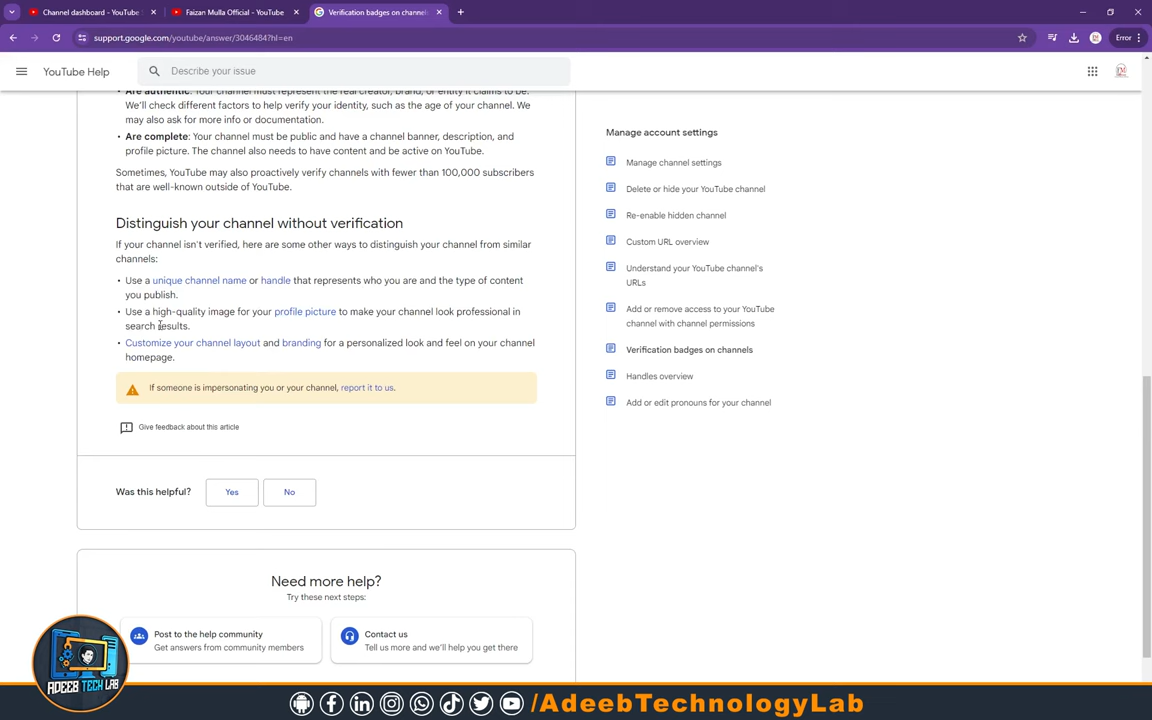 Channel dashboard - YouTube
Faizan Mulla Official - YouTube
Verification badges on channels
support.google.com/youtube/answer/3046484?hl=en
Error
YouTube Help
Describe your issue
• Are authentic: Your channel must represent the real creator, brand, or entity it claims to be.
We'll check different factors to help verify your identity, such as the age of your channel. We
may also ask for more info or documentation.
• Are complete: Your channel must be public and have a channel banner, description, and
profile picture. The channel also needs to have content and be active on YouTube.
Sometimes, YouTube may also proactively verify channels with fewer than 100,000 subscribers
that are well-known outside of YouTube.
Distinguish your channel without verification
If your channel isn't verified, here are some other ways to distinguish your channel from similar
channels:
• Use a unique channel name or handle that represents who you are and the type of content
you publish.
• Use a high-quality image for your profile picture to make your channel look professional in
search results.
• Customize your channel layout and branding for a personalized look and feel on your channel
homepage.
If someone is impersonating you or your channel, report it to us.
Give feedback about this article
Was this helpful?
Yes
No
Need more help?
Try these next steps:
Post to the help community
Get answers from community members
Contact us
Tell us more and we'll help you get there
Manage account settings
Manage channel settings
Delete or hide your YouTube channel
Re-enable hidden channel
Custom URL overview
Understand your YouTube channel's
URLs
Add or remove access to your YouTube
channel with channel permissions
Verification badges on channels
Handles overview
Add or edit pronouns for your channel
ADEEB TECH LAB
/AdeebTechnologyLab